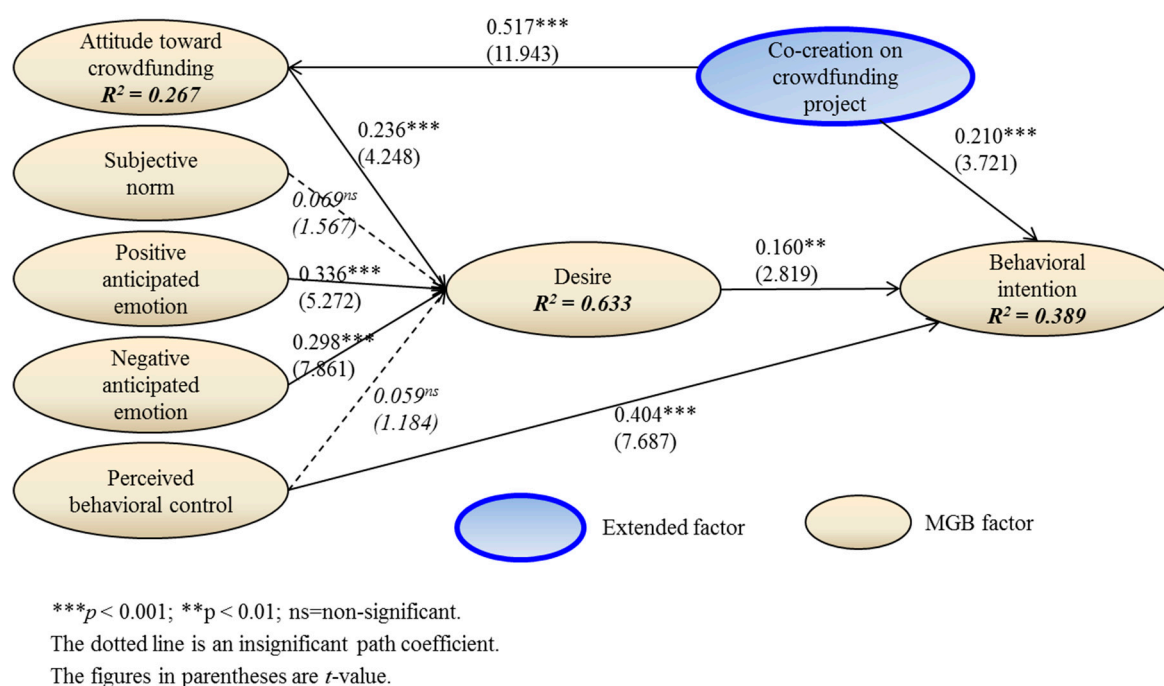 Attitude toward
crowdfunding
R² = 0.267
0.517***
(11.943)
Co-creation on
crowdfunding
project
0.236***
(4.248)
0.210***
(3.721)
Subjective
norm
0.069ns
(1.567)
Positive
anticipated
emotion
0.336***
(5.272)
Desire
R² = 0.633
0.160**
(2.819)
Behavioral
intention
R² = 0.389
Negative
anticipated
emotion
0.298***
(7.861)
0.059ns
(1.184)
0.404***
(7.687)
Perceived
behavioral control
Extended factor
MGB factor
***p < 0.001; **p < 0.01; ns=non-significant.
The dotted line is an insignificant path coefficient.
The figures in parentheses are t-value.